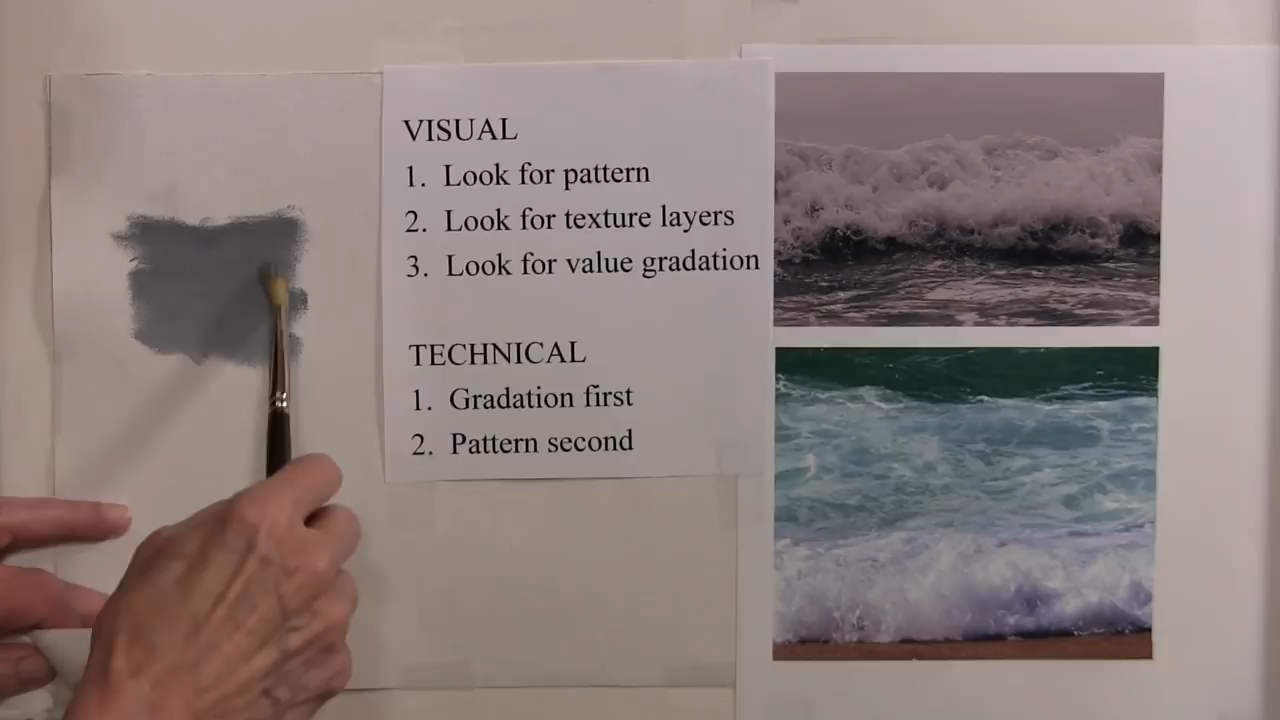 VISUAL
1. Look for pattern
2. Look for texture layers
3. Look for value gradation
TECHNICAL
1. Gradation first
2. Pattern second